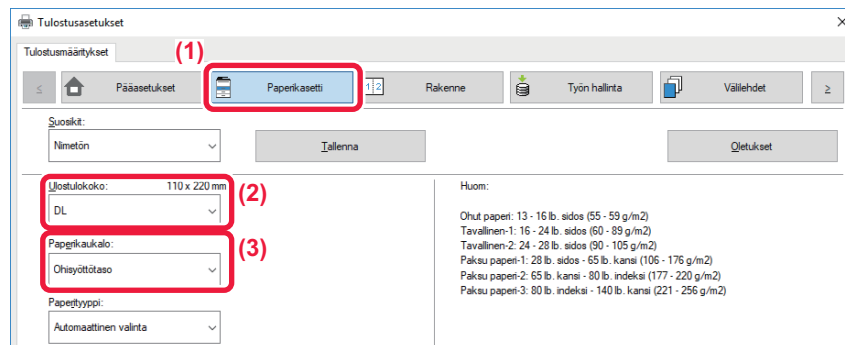 Tulostusasetukset
Tulostusmääritykset
(1)
≤ Pääasetukset Paperikasetti 1 2 Rakenne Työn hallinta Välilehdet ≥
Suosikit:
Nimetön Tallenna Oletukset
Ulostulokoko: 110 x 220 mm
(2)
DL
Paperikaukalo:
(3)
Ohisyöttötaso
Paperityyppi:
Automaattinen valinta
Huom:
Ohut paperi: 13 - 16 lb. sidos (55 - 59 g/m2)
Tavallinen-1: 16 - 24 lb. sidos (60 - 89 g/m2)
Tavallinen-2: 24 - 28 lb. sidos (90 - 105 g/m2)
Paksu paperi-1: 28 lb. sidos - 65 lb. kansi (106 - 176 g/m2)
Paksu paperi-2: 65 lb. kansi - 80 lb. indeksi (177 - 220 g/m2)
Paksu paperi-3: 80 lb. indeksi - 140 lb. kansi (221 - 256 g/m2)